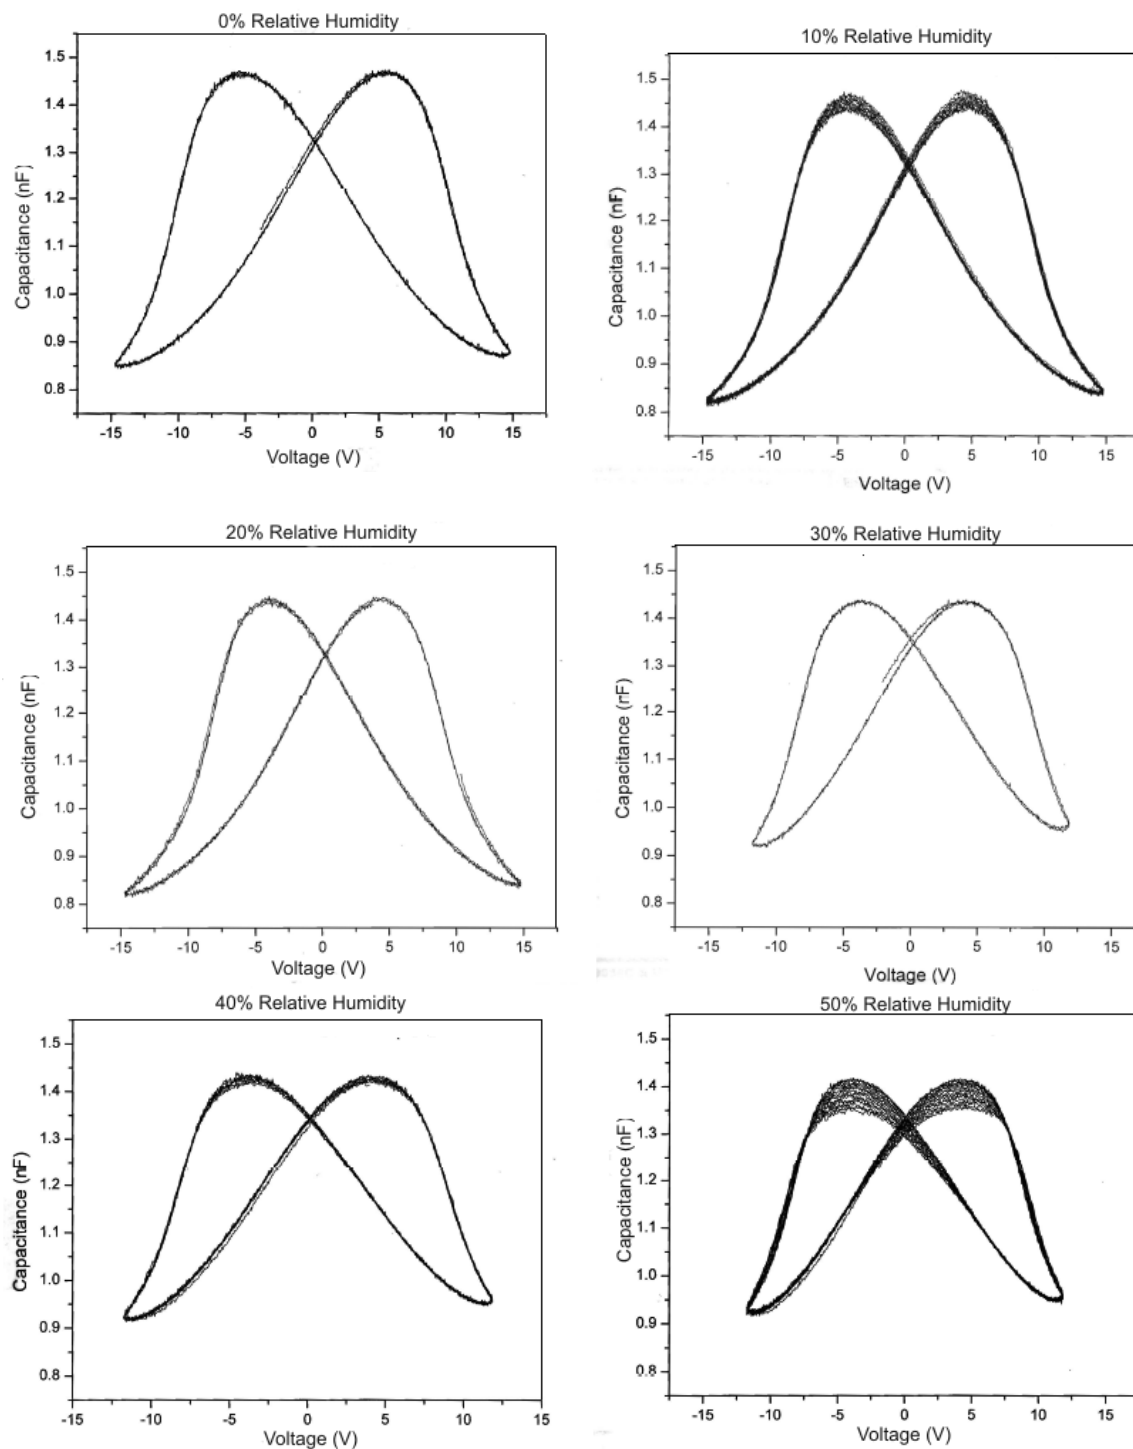 0% Relative Humidity
1.5
1.4
1.3
1.2
1.1
1.0
0.9
0.8
Capacitance (nF)
-15 -10 -5 0 5 10 15
Voltage (V)
10% Relative Humidity
1.5
1.4
1.3
1.2
1.1
1.0
0.9
0.8
Capacitance (nF)
-15 -10 -5 0 5 10 15
Voltage (V)
20% Relative Humidity
1.5
1.4
1.3
1.2
1.1
1.0
0.9
0.8
Capacitance (nF)
-15 -10 -5 0 5 10 15
Voltage (V)
30% Relative Humidity
1.5
1.4
1.3
1.2
1.1
1.0
0.9
0.8
Capacitance (nF)
-15 -10 -5 0 5 10 15
Voltage (V)
40% Relative Humidity
1.5
1.4
1.3
1.2
1.1
1.0
0.9
0.8
Capacitance (nF)
-15 -10 -5 0 5 10 15
Voltage (V)
50% Relative Humidity
1.5
1.4
1.3
1.2
1.1
1.0
0.9
0.8
Capacitance (nF)
-15 -10 -5 0 5 10 15
Voltage (V)